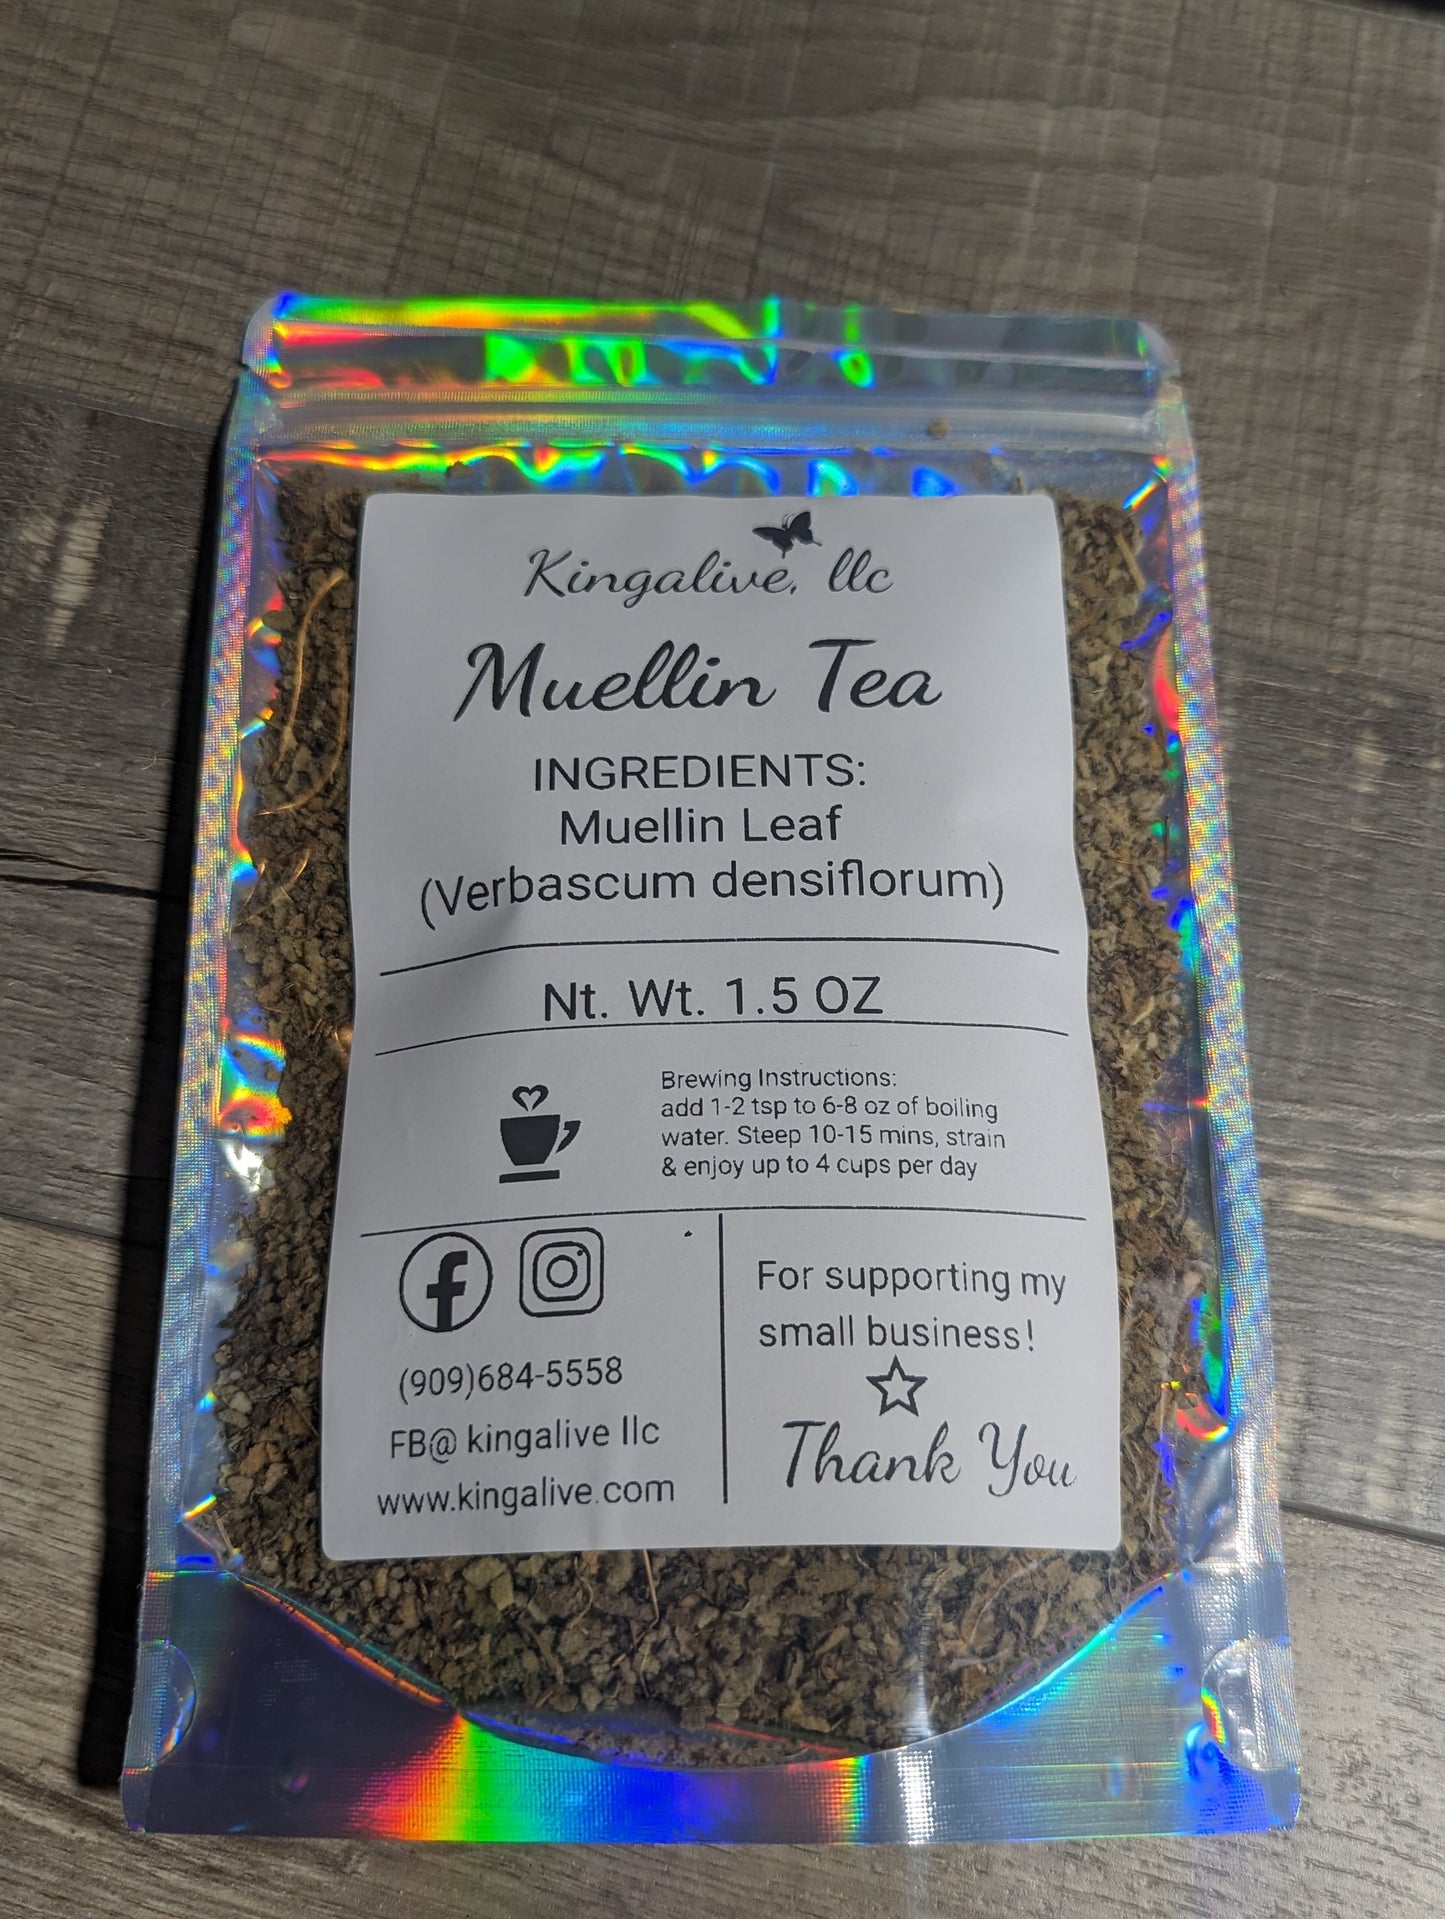 Kingalive, llc
Muellin Tea
INGREDIENTS:
Muellin Leaf
(Verbascum densiflorum)
Nt. Wt. 1.5 OZ
Brewing Instructions:
add 1-2 tsp to 6-8 oz of boiling
water. Steep 10-15 mins, strain
& enjoy up to 4 cups per day
(909)684-5558
FB@ kingalive llc
www.kingalive.com
For supporting my
small business!
Thank You